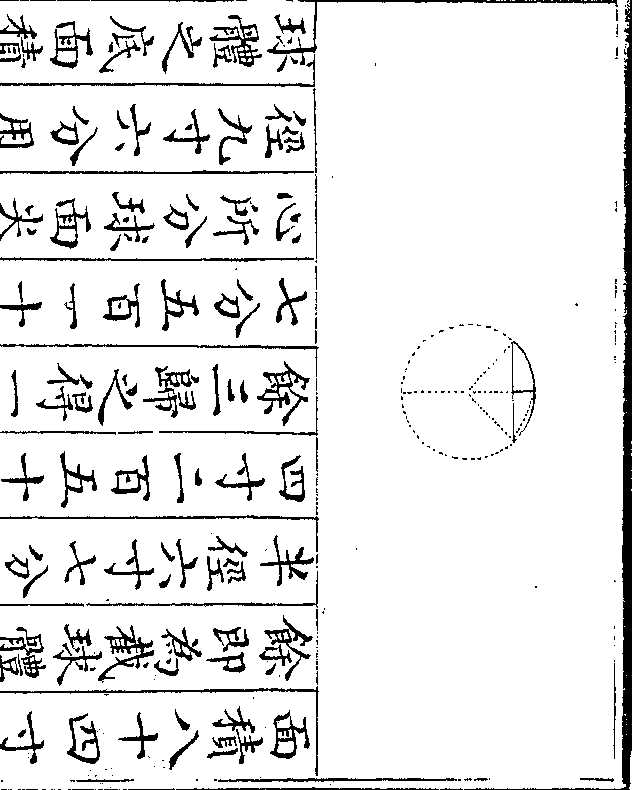 面積八十四寸
餘即為截球體
半徑六寸七分
四寸二百五十
餘三歸之得一
七分五百一十
心所分球面尖
徑九寸六分用
球體之底面積